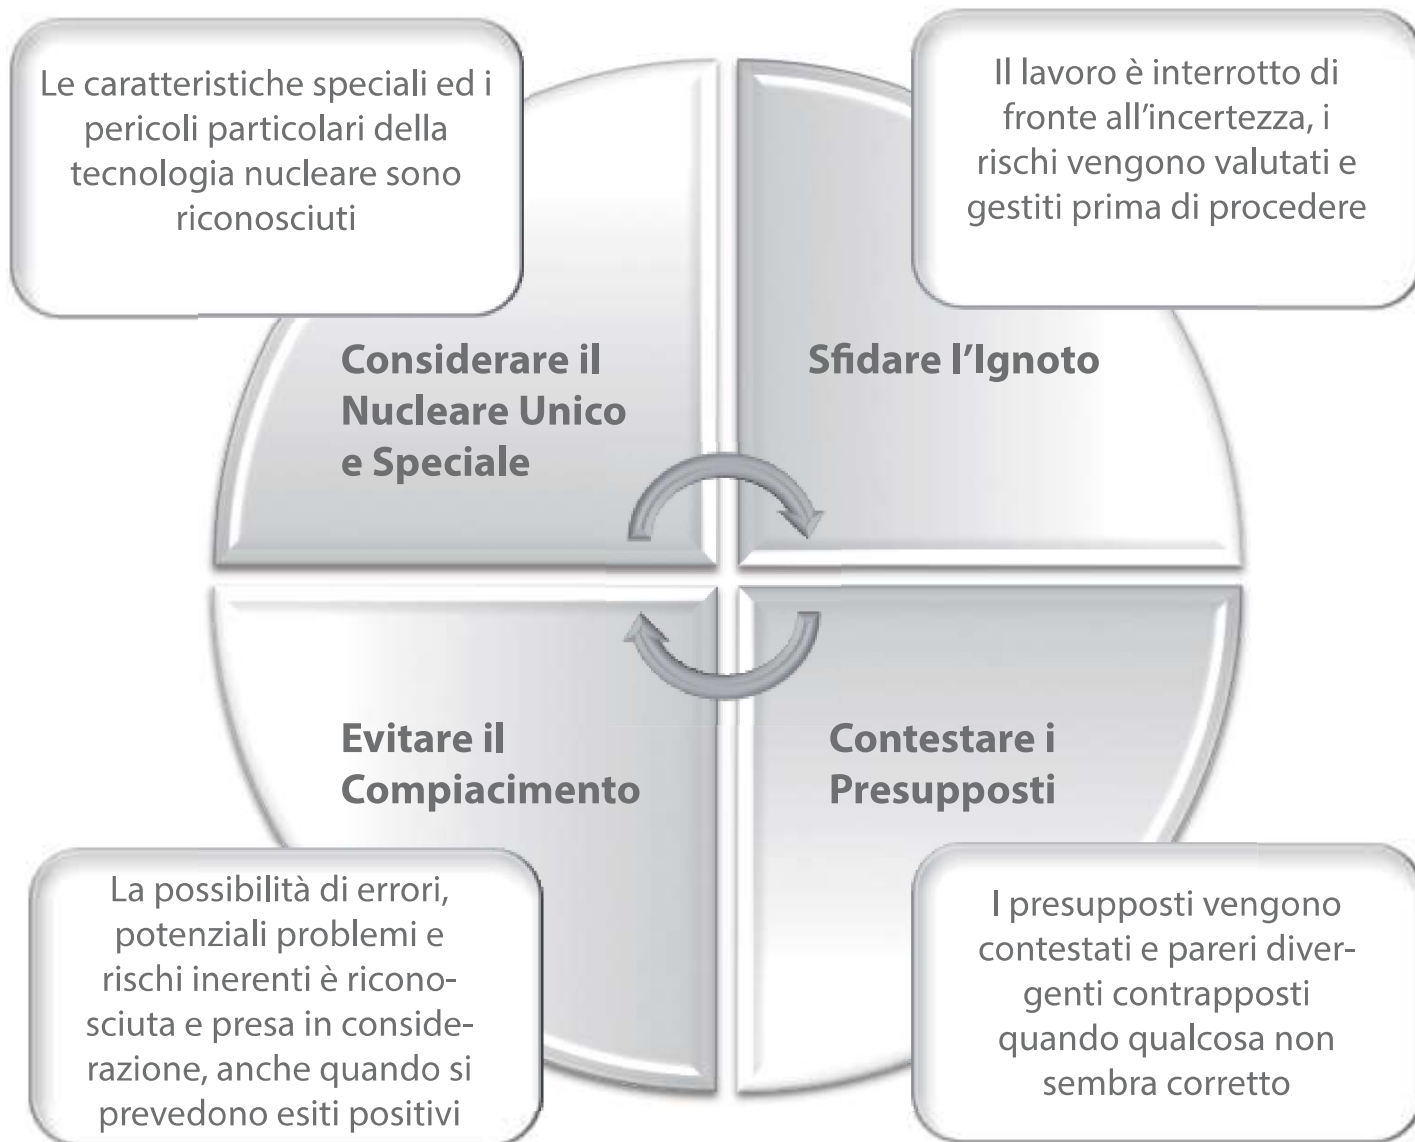 Le caratteristiche speciali ed i
pericoli particolari della
tecnologia nucleare sono
riconosciuti
Il lavoro è interrotto di
fronte all'incertezza, i
rischi vengono valutati e
gestiti prima di procedere
Considerare il
Nucleare Unico
e Speciale
Sfidare l'Ignoto
Evitare il
Compiacimento
Contestare i
Presupposti
La possibilità di errori,
potenziali problemi e
rischi inerenti è ricono-
sciuta e presa in conside-
razione, anche quando si
prevedono esiti positivi
I presupposti vengono
contestati e pareri diver-
genti contrapposti
quando qualcosa non
sembra corretto